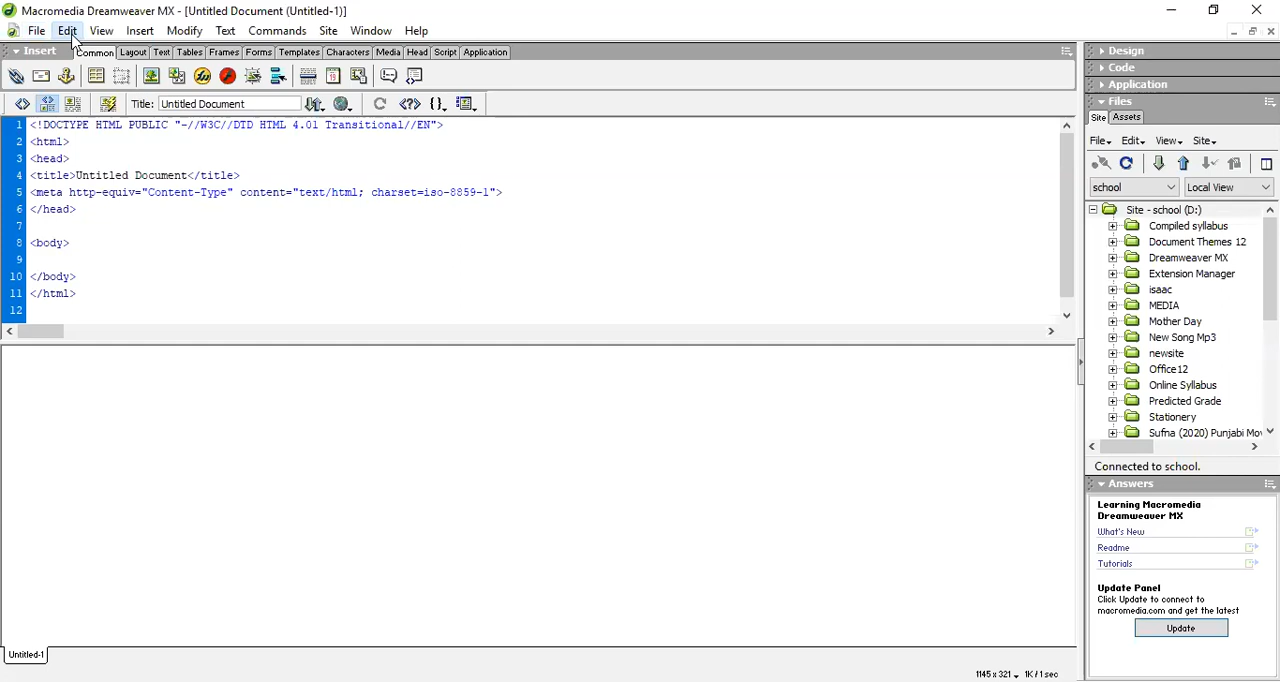 Macromedia Dreamweaver MX - [Untitled Document (Untitled-1)]
File Edit View Insert Modify Text Commands Site Window Help
Insert Common Layout Text Tables Frames Forms Templates Characters Media Head Script Application
Title: Untitled Document
1 <!DOCTYPE HTML PUBLIC "-//W3C//DTD HTML 4.01 Transitional//EN">
2 <html>
3 <head>
4 <title>Untitled Document</title>
5 <meta http-equiv="Content-Type" content="text/html; charset=iso-8859-1">
6 </head>
7
8 <body>
9
10 </body>
11 </html>
12
Untitled-1
1145 x 321 1K / 1 sec
Design
Code
Application
Files
Site Assets
File Edit View Site
school Local View
Site - school (D:)
Compiled syllabus
Document Themes 12
Dreamweaver MX
Extension Manager
isaac
MEDIA
Mother Day
New Song Mp3
newsite
Office12
Online Syllabus
Predicted Grade
Stationery
Sufna (2020) Punjabi Mov
Connected to school.
Answers
Learning Macromedia
Dreamweaver MX
What's New
Readme
Tutorials
Update Panel
Click Update to connect to
macromedia.com and get the latest
Update